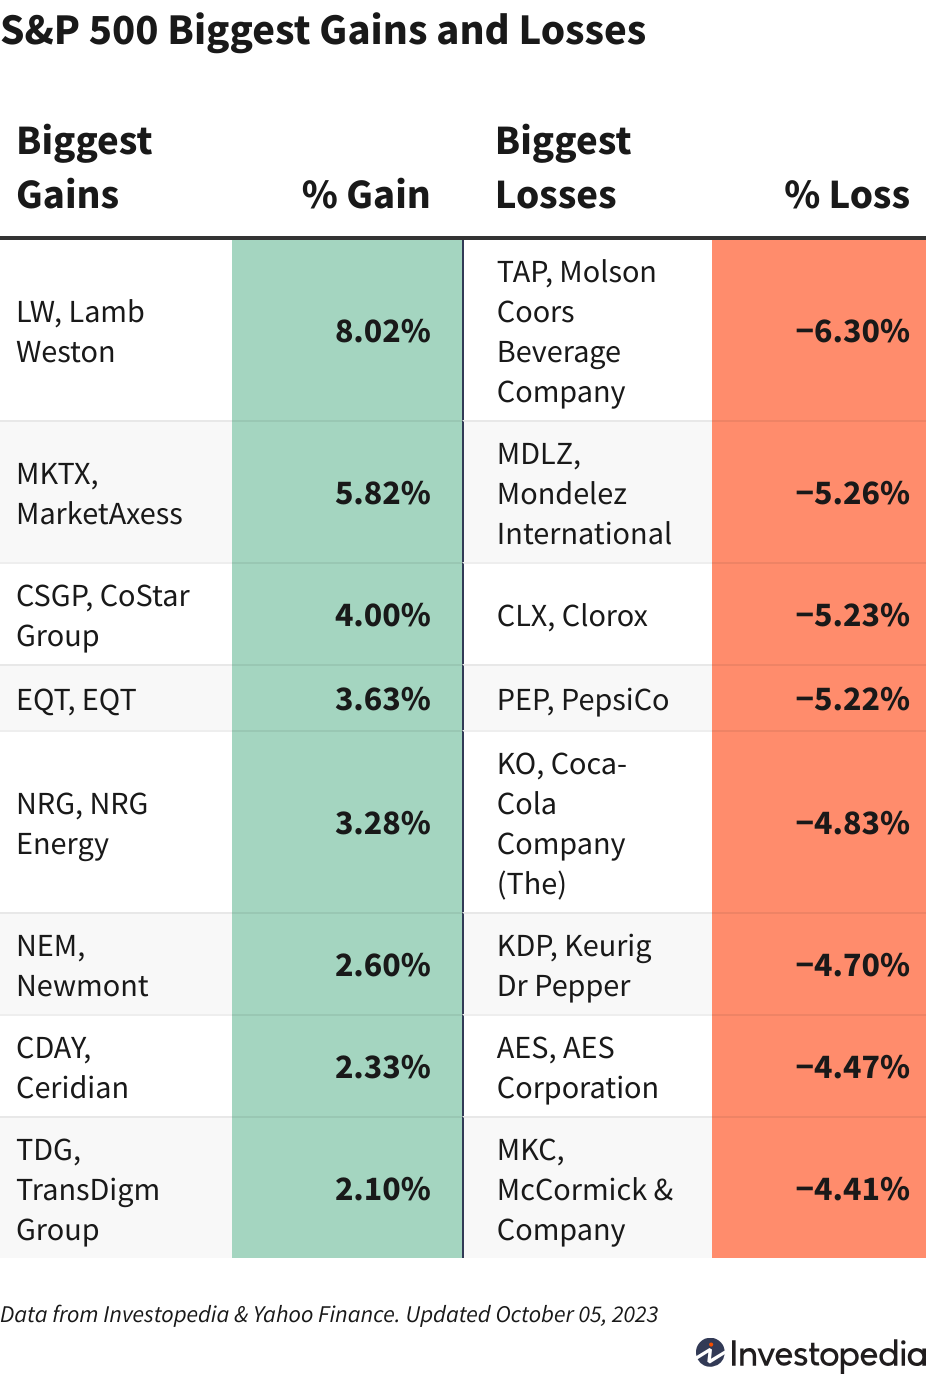 S&P 500 Biggest Gains and Losses
Biggest
Gains
% Gain
Biggest
Losses
% Loss
LW, Lamb
Weston
8.02%
TAP, Molson
Coors
Beverage
Company
−6.30%
MKTX,
MarketAxess
5.82%
MDLZ,
Mondelez
International
−5.26%
CSGP, CoStar
Group
4.00%
CLX, Clorox
−5.23%
EQT, EQT
3.63%
PEP, PepsiCo
−5.22%
NRG, NRG
Energy
3.28%
KO, Coca-
Cola
Company
(The)
−4.83%
NEM,
Newmont
2.60%
KDP, Keurig
Dr Pepper
−4.70%
CDAY,
Ceridian
2.33%
AES, AES
Corporation
−4.47%
TDG,
TransDigm
Group
2.10%
MKC,
McCormick &
Company
−4.41%
Data from Investopedia & Yahoo Finance. Updated October 05, 2023
Investopedia